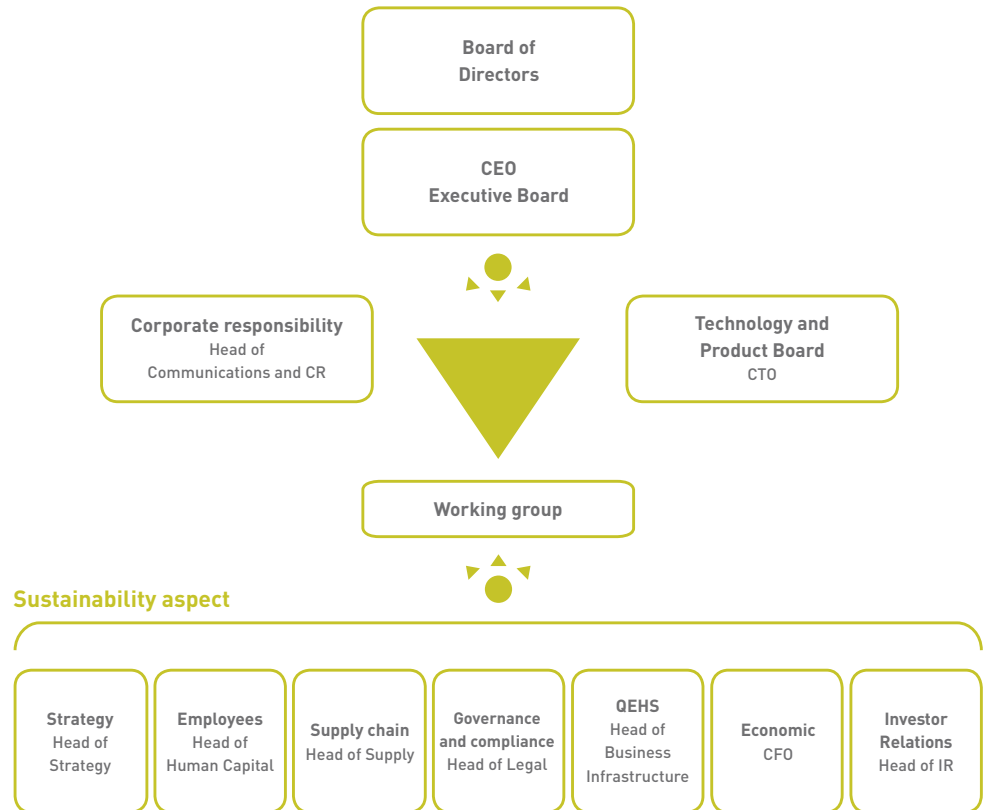 Board of
Directors
CEO
Executive Board
Corporate responsibility
Head of
Communications and CR
Technology and
Product Board
CTO
Working group
Sustainability aspect
Strategy
Head of
Strategy
Employees
Head of
Human Capital
Supply chain
Head of Supply
Governance
and compliance
Head of Legal
QEHS
Head of
Business
Infrastructure
Economic
CFO
Investor
Relations
Head of IR